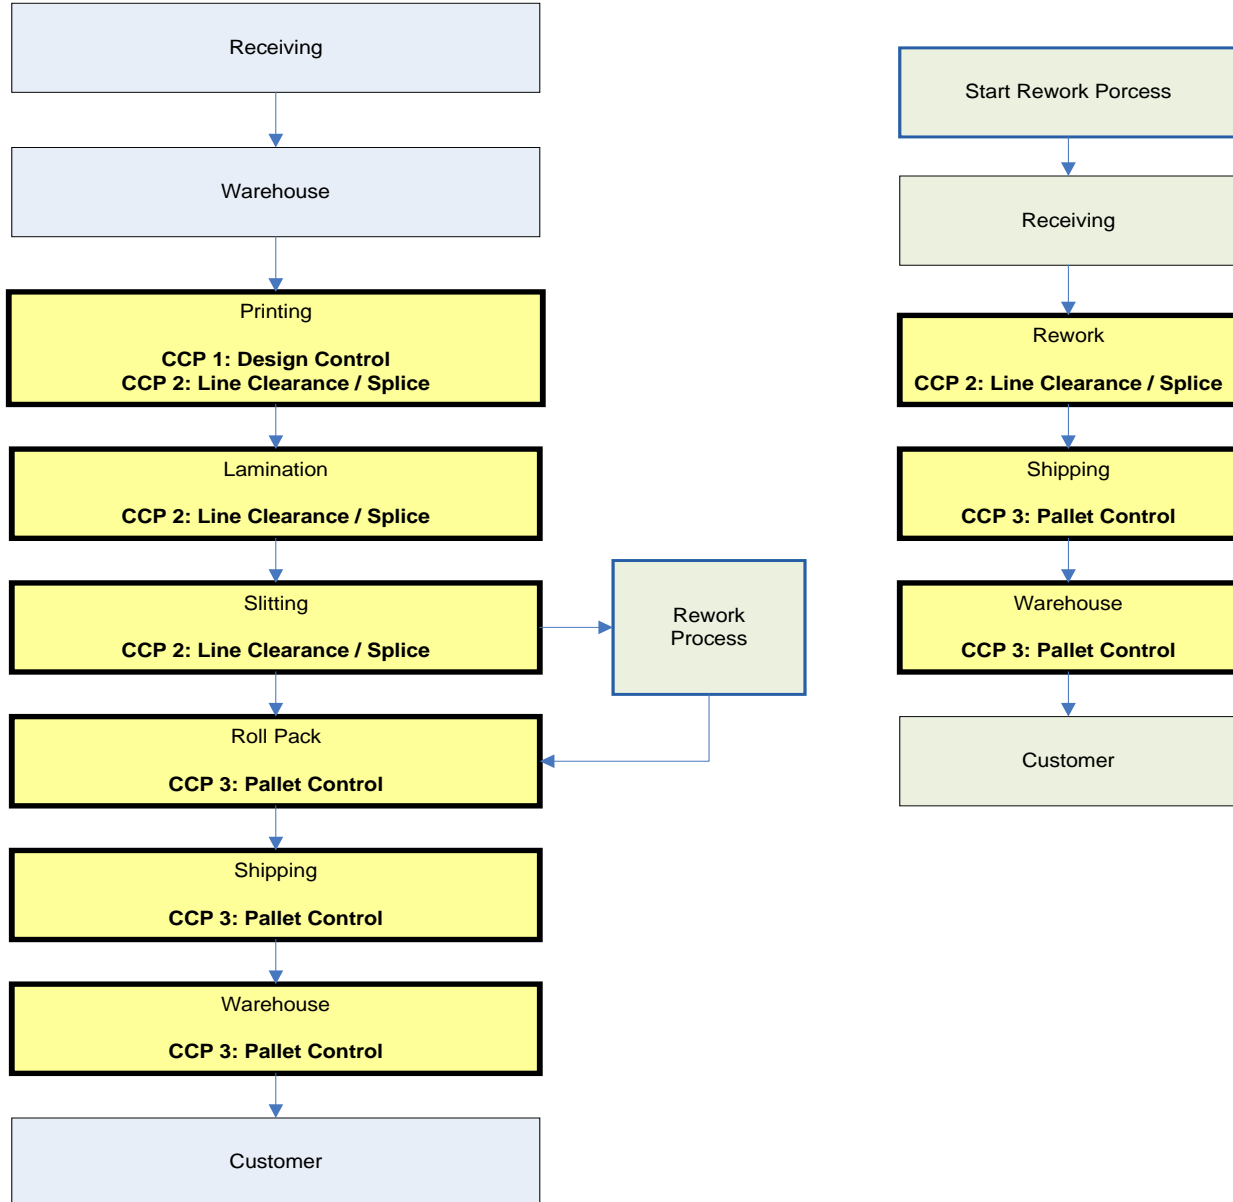 Receiving
Warehouse
Printing
CCP 1: Design Control
CCP 2: Line Clearance / Splice
Lamination
CCP 2: Line Clearance / Splice
Slitting
CCP 2: Line Clearance / Splice
Rework
Process
Roll Pack
CCP 3: Pallet Control
Shipping
CCP 3: Pallet Control
Warehouse
CCP 3: Pallet Control
Customer
Start Rework Porcess
Receiving
Rework
CCP 2: Line Clearance / Splice
Shipping
CCP 3: Pallet Control
Warehouse
CCP 3: Pallet Control
Customer